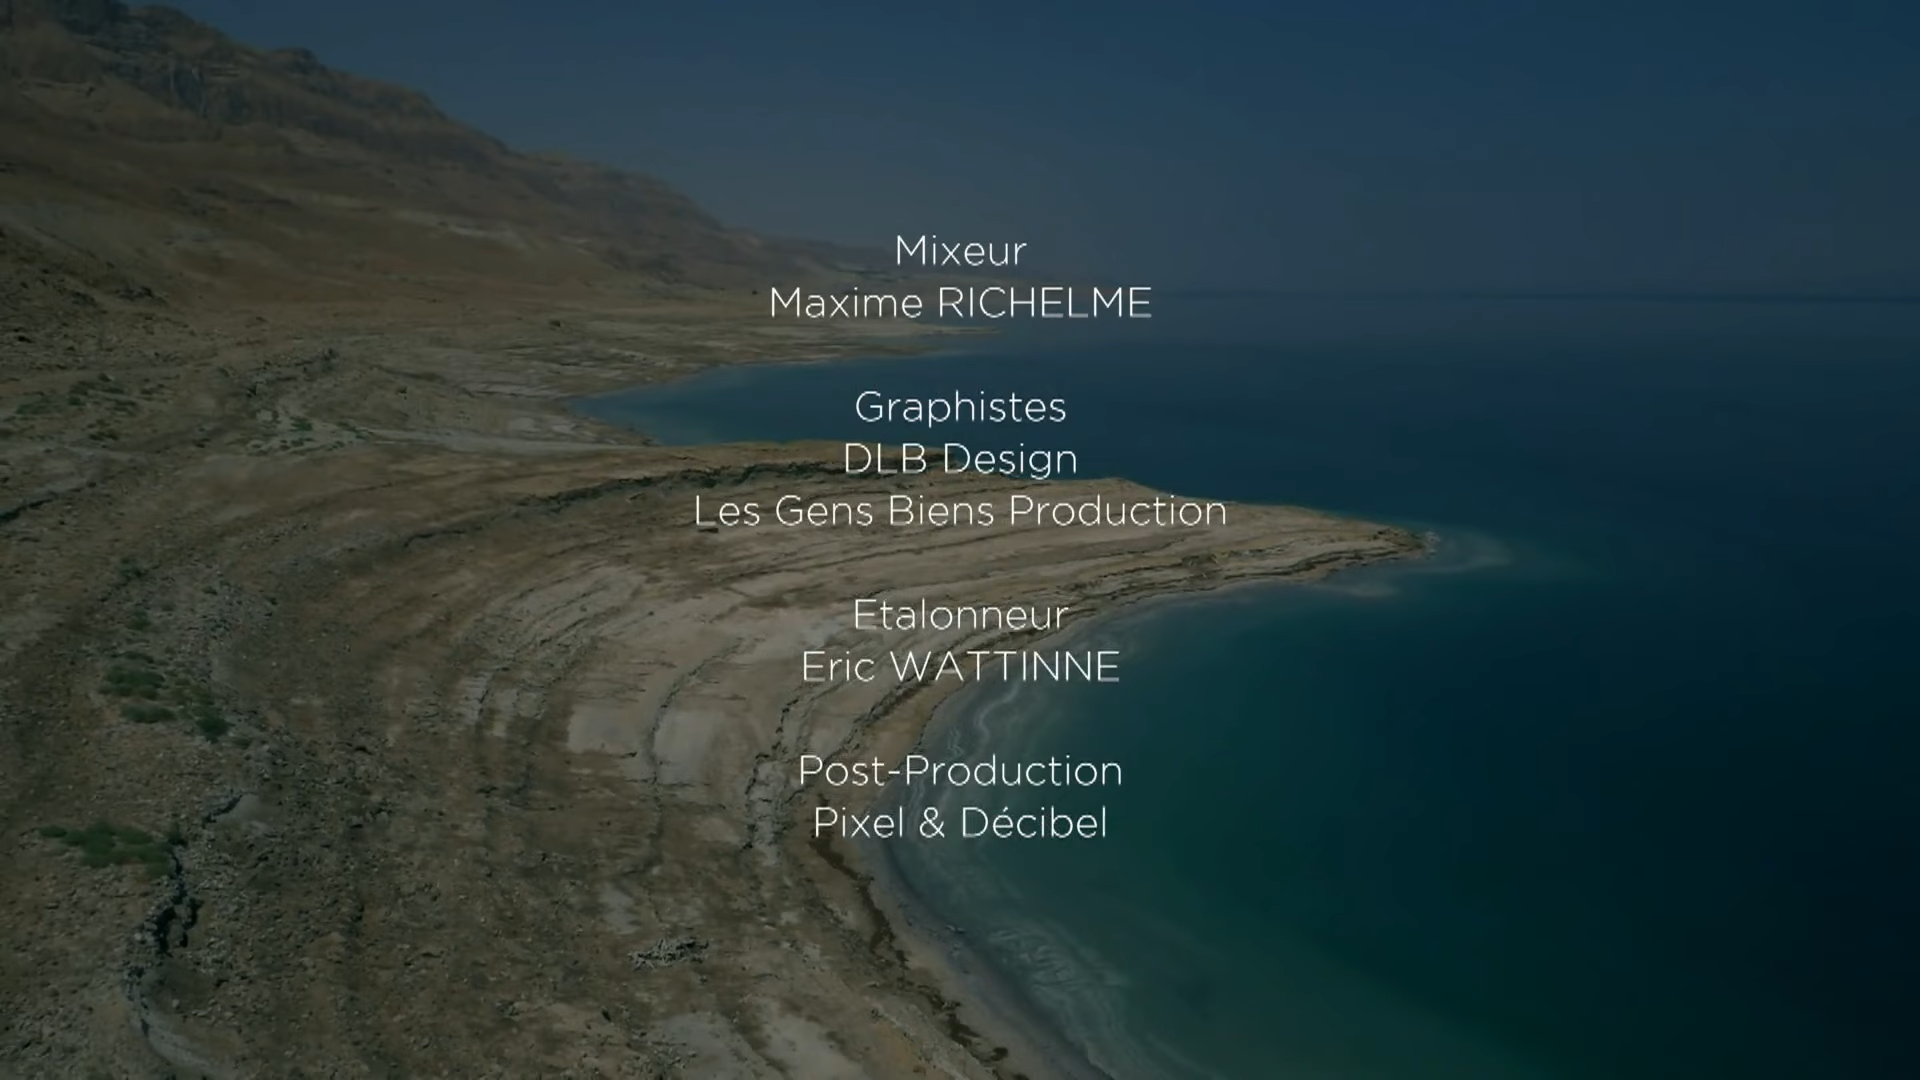 Mixeur
Maxime RICHELME
Graphistes
DLB Design
Les Gens Biens Production
Etalonneur
Eric WATTINNE
Post-Production
Pixel & Décibel